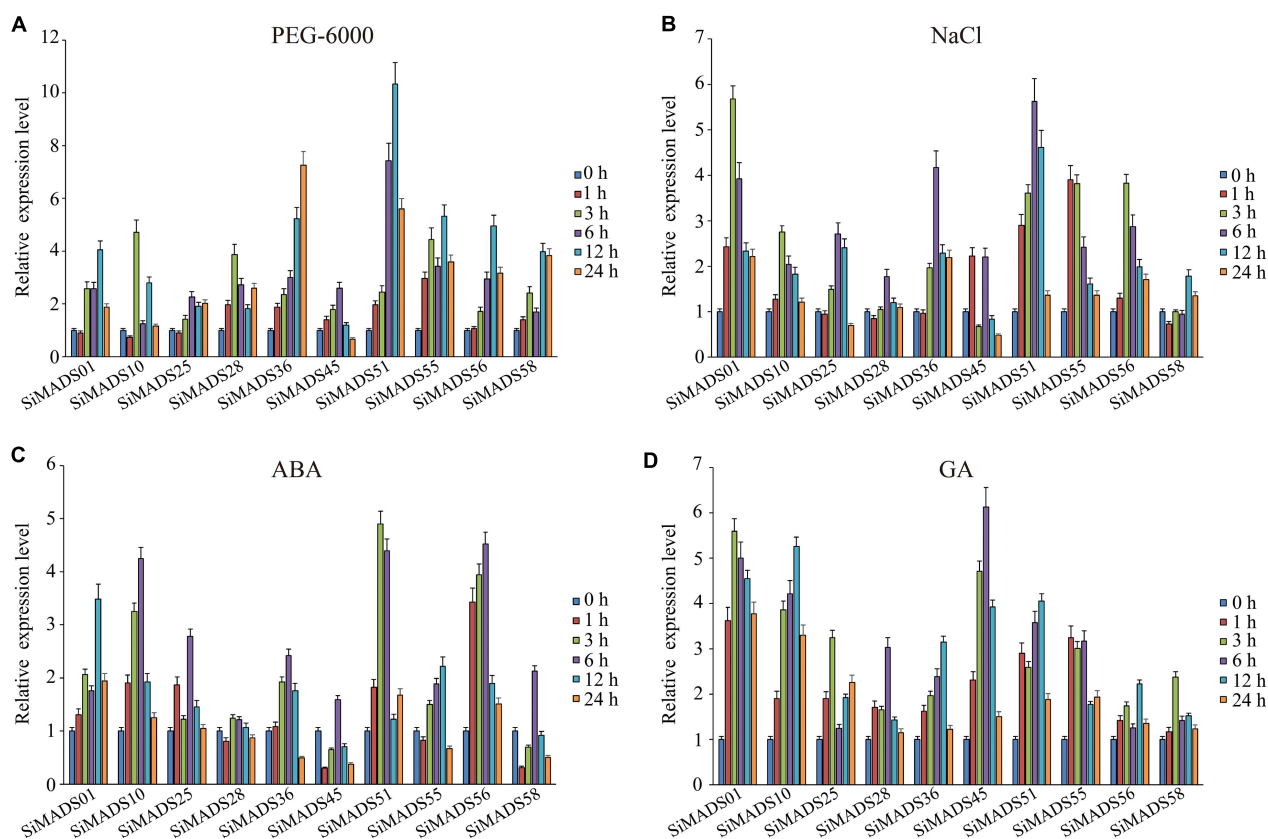 A
PEG-6000
Relative expression level
12
10
8
6
4
2
0
SiMADS01
SiMADS10
SiMADS25
SiMADS28
SiMADS36
SiMADS45
SiMADS51
SiMADS55
SiMADS56
SiMADS58
0 h
1 h
3 h
6 h
12 h
24 h
B
NaCl
Relative expression level
7
6
5
4
3
2
1
0
SiMADS01
SiMADS10
SiMADS25
SiMADS28
SiMADS36
SiMADS45
SiMADS51
SiMADS55
SiMADS56
SiMADS58
0 h
1 h
3 h
6 h
12 h
24 h
C
ABA
Relative expression level
6
5
4
3
2
1
0
SiMADS01
SiMADS10
SiMADS25
SiMADS28
SiMADS36
SiMADS45
SiMADS51
SiMADS55
SiMADS56
SiMADS58
0 h
1 h
3 h
6 h
12 h
24 h
D
GA
Relative expression level
7
6
5
4
3
2
1
0
SiMADS01
SiMADS10
SiMADS25
SiMADS28
SiMADS36
SiMADS45
SiMADS51
SiMADS55
SiMADS56
SiMADS58
0 h
1 h
3 h
6 h
12 h
24 h